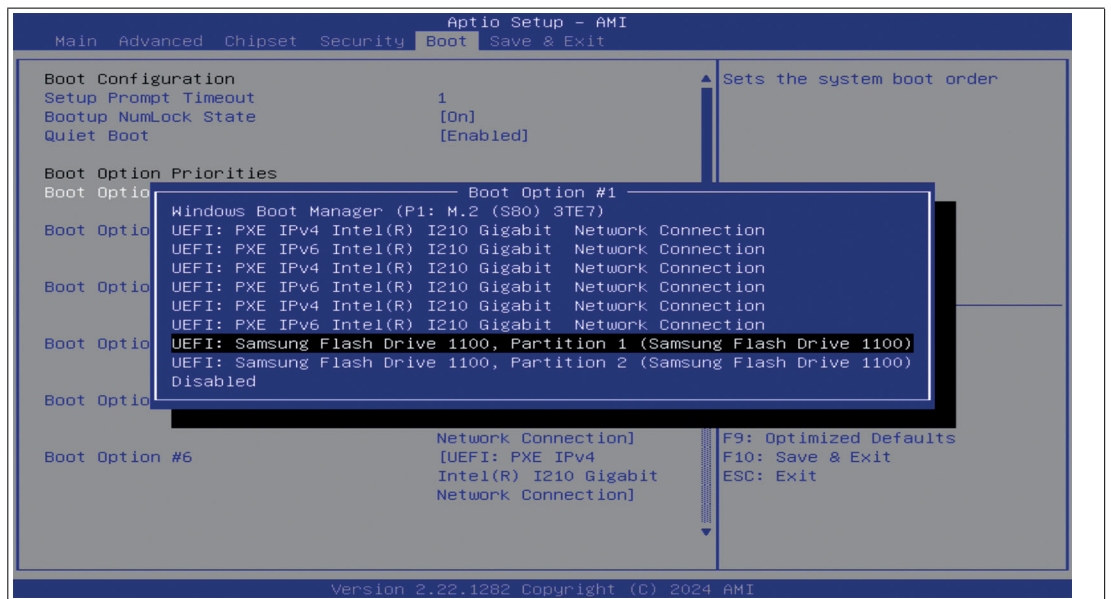 Aptio Setup - AMI
Main Advanced Chipset Security Boot Save & Exit
Boot Configuration
Setup Prompt Timeout 1
Bootup NumLock State [On]
Quiet Boot [Enabled]
Sets the system boot order
Boot Option Priorities
Boot Optio
Boot Option #1
Windows Boot Manager (P1: M.2 (S80) 3TE7)
Boot Optio
UEFI: PXE IPv4 Intel(R) I210 Gigabit Network Connection
UEFI: PXE IPv6 Intel(R) I210 Gigabit Network Connection
UEFI: PXE IPv4 Intel(R) I210 Gigabit Network Connection
Boot Optio
UEFI: PXE IPv6 Intel(R) I210 Gigabit Network Connection
UEFI: PXE IPv4 Intel(R) I210 Gigabit Network Connection
UEFI: PXE IPv6 Intel(R) I210 Gigabit Network Connection
Boot Optio
UEFI: Samsung Flash Drive 1100, Partition 1 (Samsung Flash Drive 1100)
UEFI: Samsung Flash Drive 1100, Partition 2 (Samsung Flash Drive 1100)
Disabled
Boot Optio
Network Connection]
Boot Option #6 [UEFI: PXE IPv4
Intel(R) I210 Gigabit
Network Connection]
F9: Optimized Defaults
F10: Save & Exit
ESC: Exit
Version 2.22.1282 Copyright (C) 2024 AMI